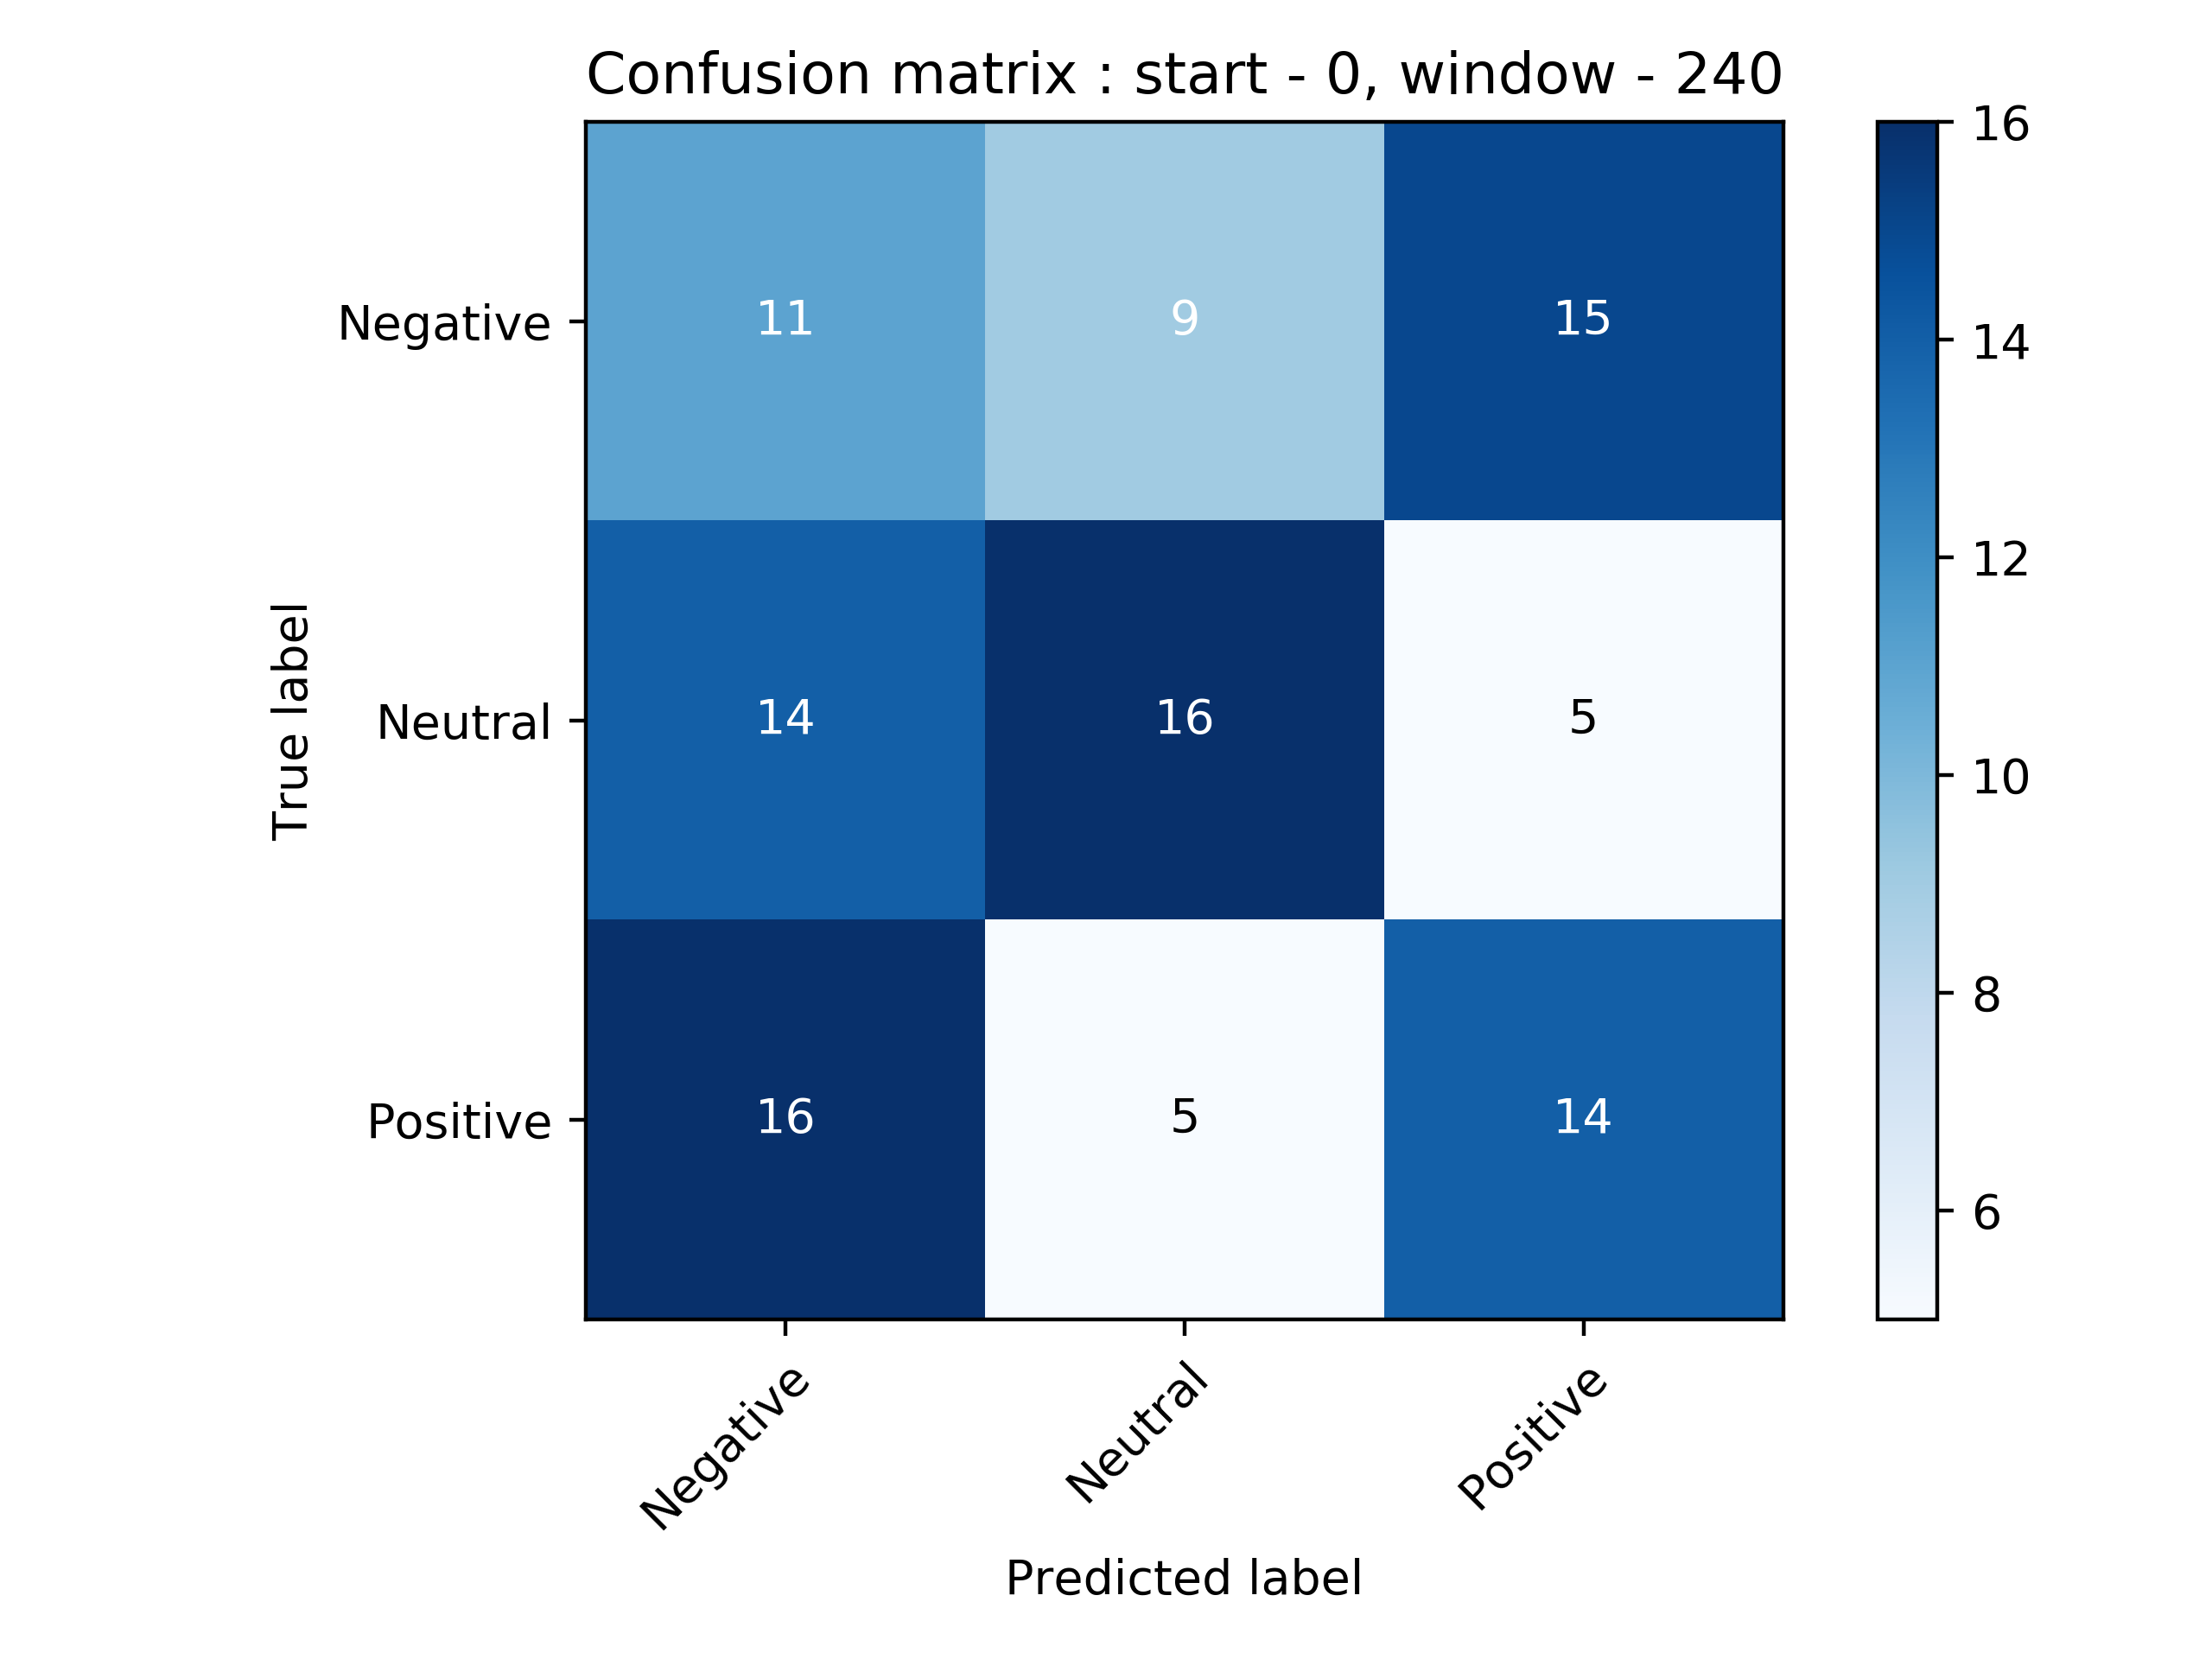 Confusion matrix : start - 0, window - 240
True label
Negative
11 9 15
Neutral
14 16 5
Positive
16 5 14
Negative
Neutral
Positive
Predicted label
16
14
12
10
8
6